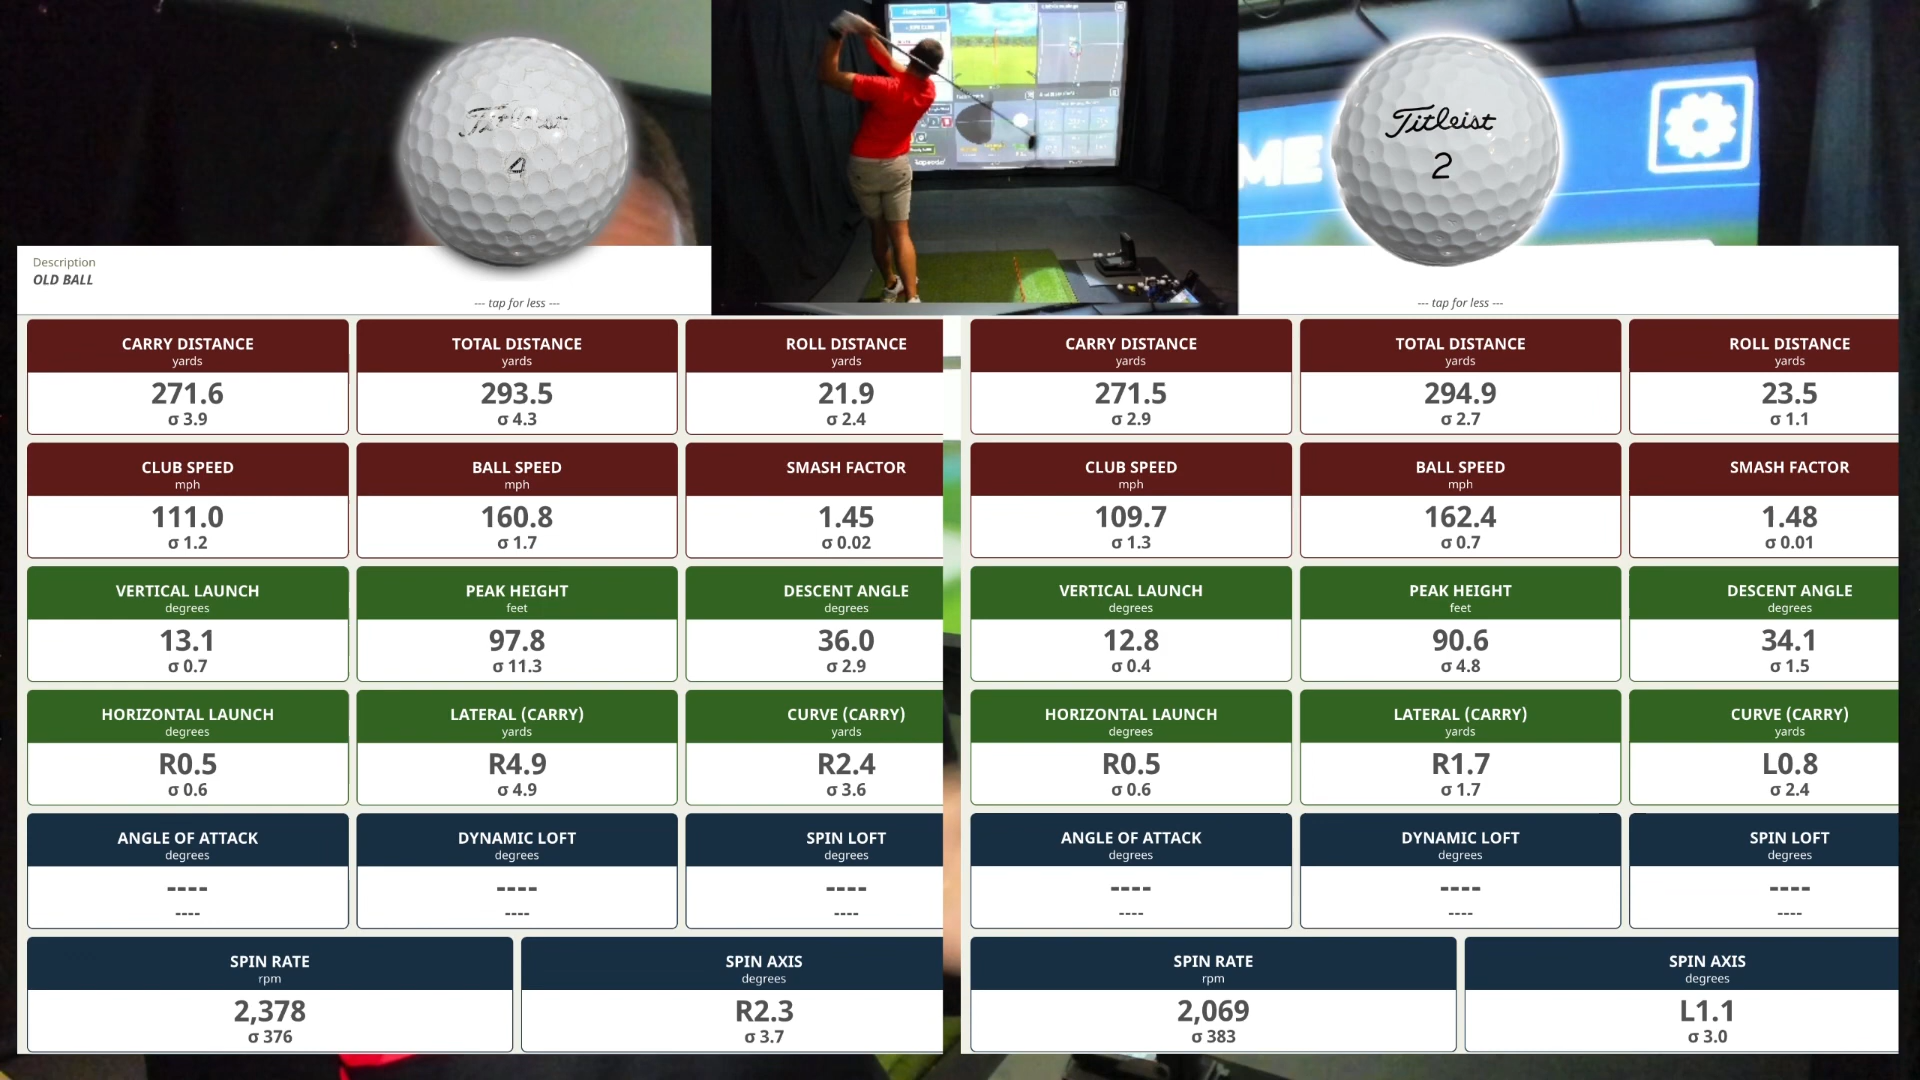 Titleist
4
ME
Titleist
2
Description
OLD BALL
--- tap for less ---
--- tap for less ---
CARRY DISTANCE
yards
271.6
σ 3.9
TOTAL DISTANCE
yards
293.5
σ 4.3
ROLL DISTANCE
yards
21.9
σ 2.4
CLUB SPEED
mph
111.0
σ 1.2
BALL SPEED
mph
160.8
σ 1.7
SMASH FACTOR
1.45
σ 0.02
VERTICAL LAUNCH
degrees
13.1
σ 0.7
PEAK HEIGHT
feet
97.8
σ 11.3
DESCENT ANGLE
degrees
36.0
σ 2.9
HORIZONTAL LAUNCH
degrees
R0.5
σ 0.6
LATERAL (CARRY)
yards
R4.9
σ 4.9
CURVE (CARRY)
yards
R2.4
σ 3.6
ANGLE OF ATTACK
degrees
----
----
DYNAMIC LOFT
degrees
----
----
SPIN LOFT
degrees
----
----
SPIN RATE
rpm
2,378
σ 376
SPIN AXIS
degrees
R2.3
σ 3.7
CARRY DISTANCE
yards
271.5
σ 2.9
TOTAL DISTANCE
yards
294.9
σ 2.7
ROLL DISTANCE
yards
23.5
σ 1.1
CLUB SPEED
mph
109.7
σ 1.3
BALL SPEED
mph
162.4
σ 0.7
SMASH FACTOR
1.48
σ 0.01
VERTICAL LAUNCH
degrees
12.8
σ 0.4
PEAK HEIGHT
feet
90.6
σ 4.8
DESCENT ANGLE
degrees
34.1
σ 1.5
HORIZONTAL LAUNCH
degrees
R0.5
σ 0.6
LATERAL (CARRY)
yards
R1.7
σ 1.7
CURVE (CARRY)
yards
L0.8
σ 2.4
ANGLE OF ATTACK
degrees
----
----
DYNAMIC LOFT
degrees
----
----
SPIN LOFT
degrees
----
----
SPIN RATE
rpm
2,069
σ 383
SPIN AXIS
degrees
L1.1
σ 3.0